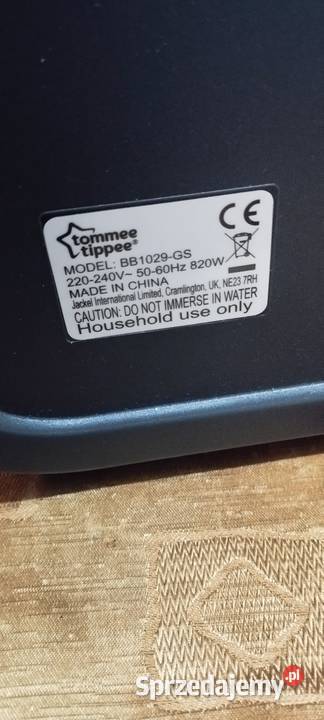 tommee
tippee®
MODEL: BB1029-GS
220-240V~ 50-60Hz 820W
MADE IN CHINA
Jackel International Limited, Cramlington, UK, NE23 7RH
CAUTION: DO NOT IMMERSE IN WATER
Household use only
CE
Sprzedajemy.pl